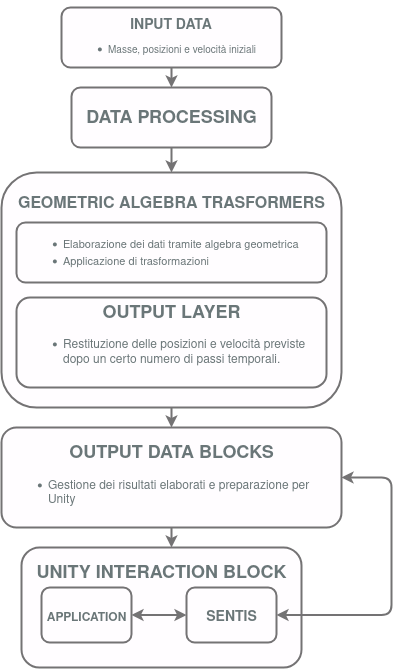 INPUT DATA
• Masse, posizioni e velocità iniziali
DATA PROCESSING
GEOMETRIC ALGEBRA TRASFORMERS
• Elaborazione dei dati tramite algebra geometrica
• Applicazione di trasformazioni
OUTPUT LAYER
• Restituzione delle posizioni e velocità previste
dopo un certo numero di passi temporali.
OUTPUT DATA BLOCKS
• Gestione dei risultati elaborati e preparazione per
Unity
UNITY INTERACTION BLOCK
APPLICATION
SENTIS